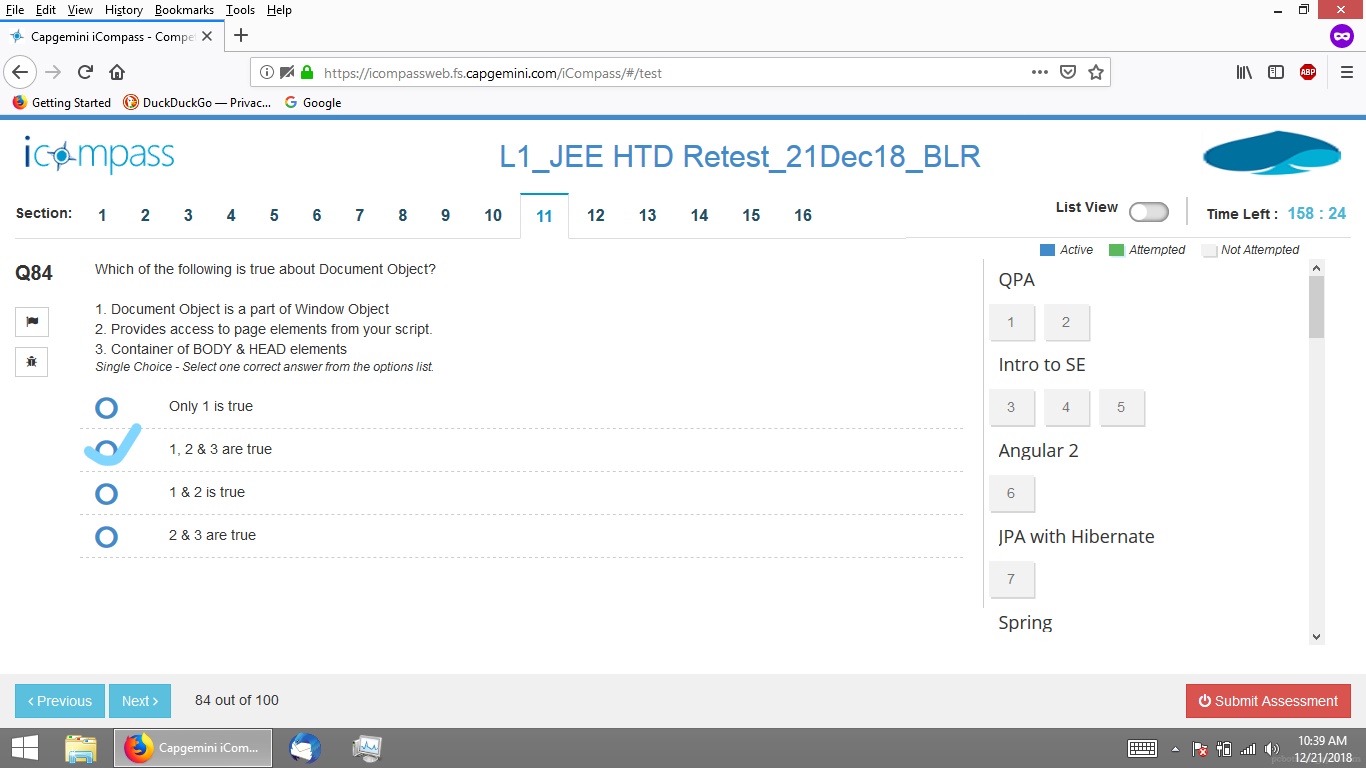 File Edit View History Bookmarks Tools Help
Capgemini iCompass - Compet
https://icompassweb.fs.capgemini.com/iCompass/#/test
ABP
Getting Started DuckDuckGo — Privac... Google
icompass
L1_JEE HTD Retest_21Dec18_BLR
Section: 1 2 3 4 5 6 7 8 9 10 11 12 13 14 15 16
List View
Time Left : 158 : 24
Active Attempted Not Attempted
Q84
Which of the following is true about Document Object?
1. Document Object is a part of Window Object
2. Provides access to page elements from your script.
3. Container of BODY & HEAD elements
Single Choice - Select one correct answer from the options list.
Only 1 is true
1, 2 & 3 are true
1 & 2 is true
2 & 3 are true
QPA
1 2
Intro to SE
3 4 5
Angular 2
6
JPA with Hibernate
7
Spring
Previous Next
84 out of 100
Submit Assessment
Capgemini iCom...
10:39 AM
12/21/2018